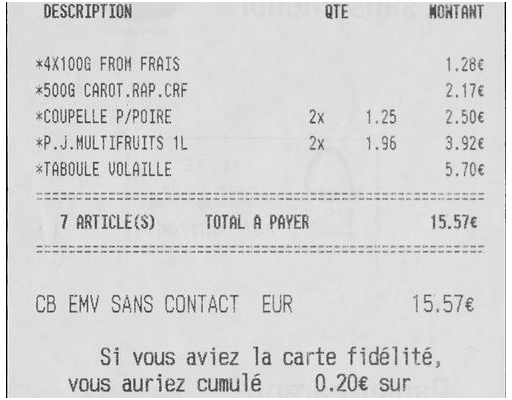 DESCRIPTION QTE MONTANT
*4X100G FROM FRAIS 1.28€
*500G CAROT.RAP.CRF 2.17€
*COUPELLE P/POIRE 2x 1.25 2.50€
*P.J.MULTIFRUITS 1L 2x 1.96 3.92€
*TABOULE VOLAILLE 5.70€
7 ARTICLE(S) TOTAL A PAYER 15.57€
CB EMV SANS CONTACT EUR 15.57€
Si vous aviez la carte fidélité,
vous auriez cumulé 0.20€ sur